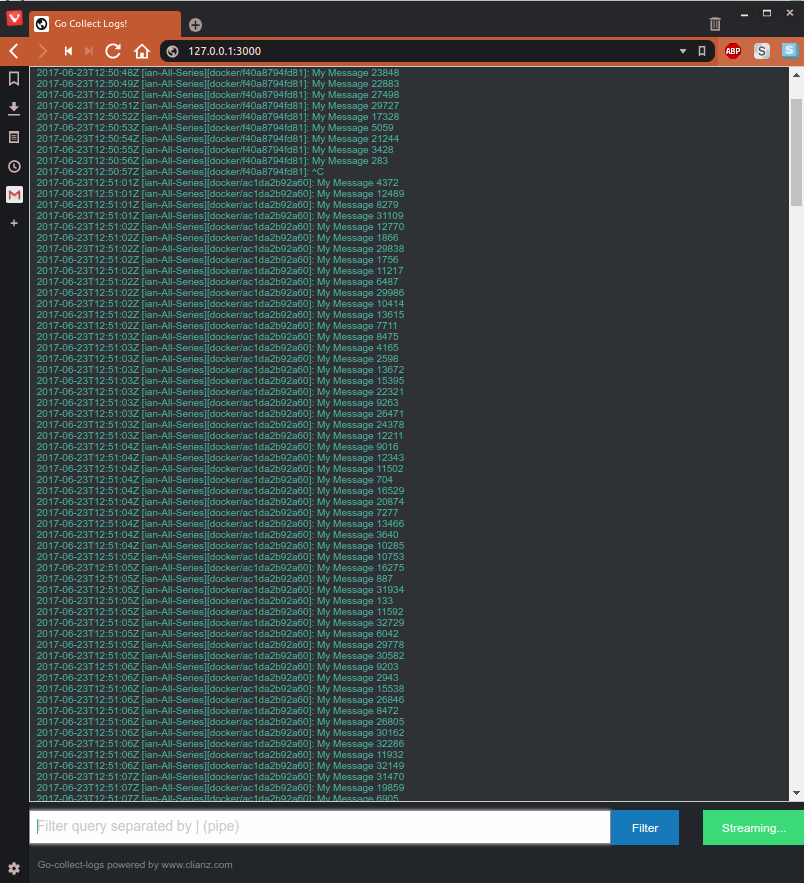 Go Collect Logs!
127.0.0.1:3000
ABP
S
S
2017-06-23T12:50:48Z [ian-All-Series][docker/f40a8794fd81]: My Message 23848
2017-06-23T12:50:49Z [ian-All-Series][docker/f40a8794fd81]: My Message 22883
2017-06-23T12:50:50Z [ian-All-Series][docker/f40a8794fd81]: My Message 27498
2017-06-23T12:50:51Z [ian-All-Series][docker/f40a8794fd81]: My Message 29727
2017-06-23T12:50:52Z [ian-All-Series][docker/f40a8794fd81]: My Message 17328
2017-06-23T12:50:53Z [ian-All-Series][docker/f40a8794fd81]: My Message 5059
2017-06-23T12:50:54Z [ian-All-Series][docker/f40a8794fd81]: My Message 21244
2017-06-23T12:50:55Z [ian-All-Series][docker/f40a8794fd81]: My Message 3428
2017-06-23T12:50:56Z [ian-All-Series][docker/f40a8794fd81]: My Message 283
2017-06-23T12:50:57Z [ian-All-Series][docker/f40a8794fd81]: ^C
2017-06-23T12:51:01Z [ian-All-Series][docker/ac1da2b92a60]: My Message 4372
2017-06-23T12:51:01Z [ian-All-Series][docker/ac1da2b92a60]: My Message 12489
2017-06-23T12:51:01Z [ian-All-Series][docker/ac1da2b92a60]: My Message 8279
2017-06-23T12:51:01Z [ian-All-Series][docker/ac1da2b92a60]: My Message 31109
2017-06-23T12:51:02Z [ian-All-Series][docker/ac1da2b92a60]: My Message 12770
2017-06-23T12:51:02Z [ian-All-Series][docker/ac1da2b92a60]: My Message 1866
2017-06-23T12:51:02Z [ian-All-Series][docker/ac1da2b92a60]: My Message 29838
2017-06-23T12:51:02Z [ian-All-Series][docker/ac1da2b92a60]: My Message 1756
2017-06-23T12:51:02Z [ian-All-Series][docker/ac1da2b92a60]: My Message 11217
2017-06-23T12:51:02Z [ian-All-Series][docker/ac1da2b92a60]: My Message 6487
2017-06-23T12:51:02Z [ian-All-Series][docker/ac1da2b92a60]: My Message 29986
2017-06-23T12:51:02Z [ian-All-Series][docker/ac1da2b92a60]: My Message 10414
2017-06-23T12:51:02Z [ian-All-Series][docker/ac1da2b92a60]: My Message 13615
2017-06-23T12:51:02Z [ian-All-Series][docker/ac1da2b92a60]: My Message 7711
2017-06-23T12:51:03Z [ian-All-Series][docker/ac1da2b92a60]: My Message 8475
2017-06-23T12:51:03Z [ian-All-Series][docker/ac1da2b92a60]: My Message 4165
2017-06-23T12:51:03Z [ian-All-Series][docker/ac1da2b92a60]: My Message 2598
2017-06-23T12:51:03Z [ian-All-Series][docker/ac1da2b92a60]: My Message 13672
2017-06-23T12:51:03Z [ian-All-Series][docker/ac1da2b92a60]: My Message 15395
2017-06-23T12:51:03Z [ian-All-Series][docker/ac1da2b92a60]: My Message 22321
2017-06-23T12:51:03Z [ian-All-Series][docker/ac1da2b92a60]: My Message 9263
2017-06-23T12:51:03Z [ian-All-Series][docker/ac1da2b92a60]: My Message 26471
2017-06-23T12:51:03Z [ian-All-Series][docker/ac1da2b92a60]: My Message 24378
2017-06-23T12:51:03Z [ian-All-Series][docker/ac1da2b92a60]: My Message 12211
2017-06-23T12:51:04Z [ian-All-Series][docker/ac1da2b92a60]: My Message 9016
2017-06-23T12:51:04Z [ian-All-Series][docker/ac1da2b92a60]: My Message 12343
2017-06-23T12:51:04Z [ian-All-Series][docker/ac1da2b92a60]: My Message 11502
2017-06-23T12:51:04Z [ian-All-Series][docker/ac1da2b92a60]: My Message 704
2017-06-23T12:51:04Z [ian-All-Series][docker/ac1da2b92a60]: My Message 16529
2017-06-23T12:51:04Z [ian-All-Series][docker/ac1da2b92a60]: My Message 20874
2017-06-23T12:51:04Z [ian-All-Series][docker/ac1da2b92a60]: My Message 7277
2017-06-23T12:51:04Z [ian-All-Series][docker/ac1da2b92a60]: My Message 13466
2017-06-23T12:51:04Z [ian-All-Series][docker/ac1da2b92a60]: My Message 3640
2017-06-23T12:51:04Z [ian-All-Series][docker/ac1da2b92a60]: My Message 10285
2017-06-23T12:51:05Z [ian-All-Series][docker/ac1da2b92a60]: My Message 10753
2017-06-23T12:51:05Z [ian-All-Series][docker/ac1da2b92a60]: My Message 16275
2017-06-23T12:51:05Z [ian-All-Series][docker/ac1da2b92a60]: My Message 887
2017-06-23T12:51:05Z [ian-All-Series][docker/ac1da2b92a60]: My Message 31934
2017-06-23T12:51:05Z [ian-All-Series][docker/ac1da2b92a60]: My Message 133
2017-06-23T12:51:05Z [ian-All-Series][docker/ac1da2b92a60]: My Message 11592
2017-06-23T12:51:05Z [ian-All-Series][docker/ac1da2b92a60]: My Message 32729
2017-06-23T12:51:05Z [ian-All-Series][docker/ac1da2b92a60]: My Message 6042
2017-06-23T12:51:05Z [ian-All-Series][docker/ac1da2b92a60]: My Message 29778
2017-06-23T12:51:05Z [ian-All-Series][docker/ac1da2b92a60]: My Message 30582
2017-06-23T12:51:06Z [ian-All-Series][docker/ac1da2b92a60]: My Message 9203
2017-06-23T12:51:06Z [ian-All-Series][docker/ac1da2b92a60]: My Message 2943
2017-06-23T12:51:06Z [ian-All-Series][docker/ac1da2b92a60]: My Message 15538
2017-06-23T12:51:06Z [ian-All-Series][docker/ac1da2b92a60]: My Message 26846
2017-06-23T12:51:06Z [ian-All-Series][docker/ac1da2b92a60]: My Message 8472
2017-06-23T12:51:06Z [ian-All-Series][docker/ac1da2b92a60]: My Message 26805
2017-06-23T12:51:06Z [ian-All-Series][docker/ac1da2b92a60]: My Message 30162
2017-06-23T12:51:06Z [ian-All-Series][docker/ac1da2b92a60]: My Message 32286
2017-06-23T12:51:06Z [ian-All-Series][docker/ac1da2b92a60]: My Message 11932
2017-06-23T12:51:06Z [ian-All-Series][docker/ac1da2b92a60]: My Message 32149
2017-06-23T12:51:07Z [ian-All-Series][docker/ac1da2b92a60]: My Message 31470
2017-06-23T12:51:07Z [ian-All-Series][docker/ac1da2b92a60]: My Message 19859
2017-06-23T12:51:07Z [ian-All-Series][docker/ac1da2b92a60]: My Message 6905
Filter query separated by | (pipe)
Filter
Streaming...
Go-collect-logs powered by www.clianz.com